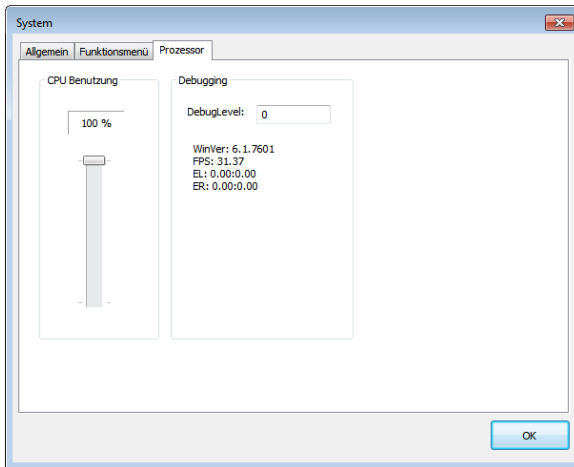 System
Allgemein Funktionsmenü Prozessor
CPU Benutzung
100 %
Debugging
DebugLevel: 0
WinVer: 6.1.7601
FPS: 31.37
EL: 0.00:0.00
ER: 0.00:0.00
OK